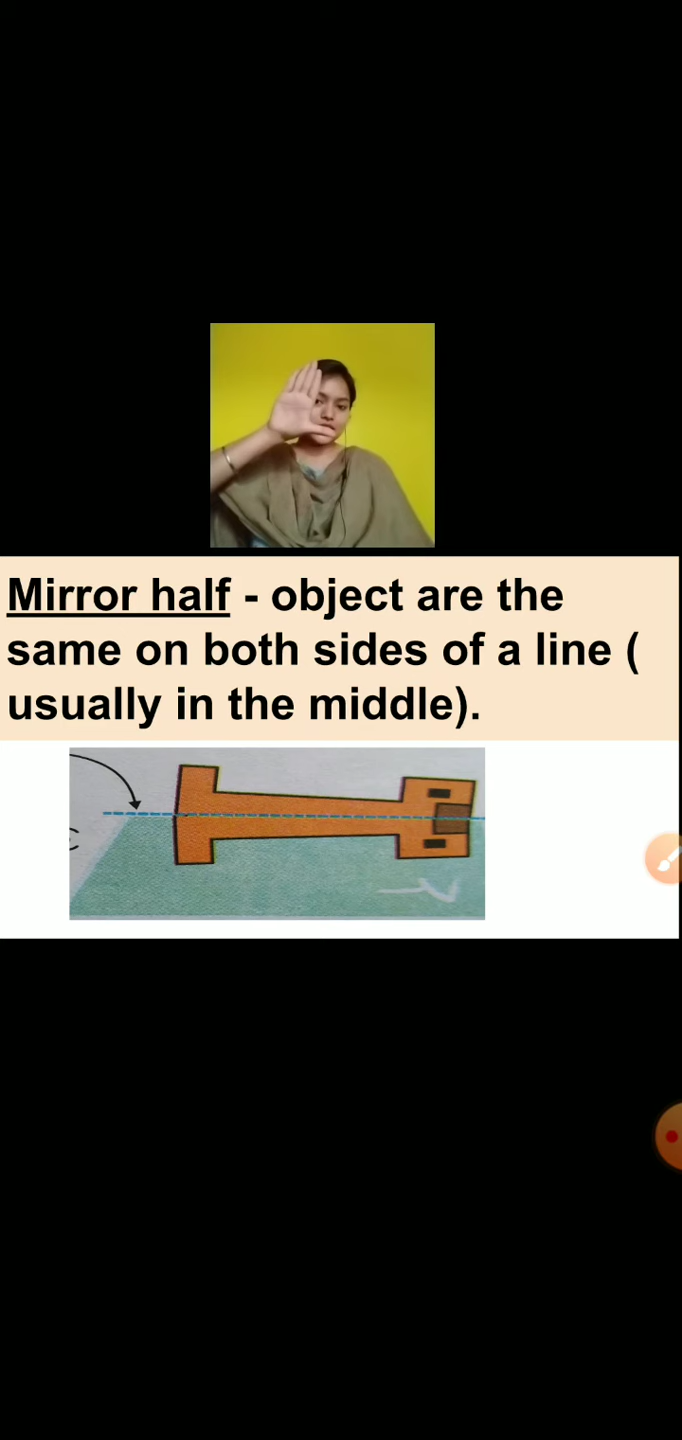 Mirror half - object are the
same on both sides of a line (
usually in the middle).